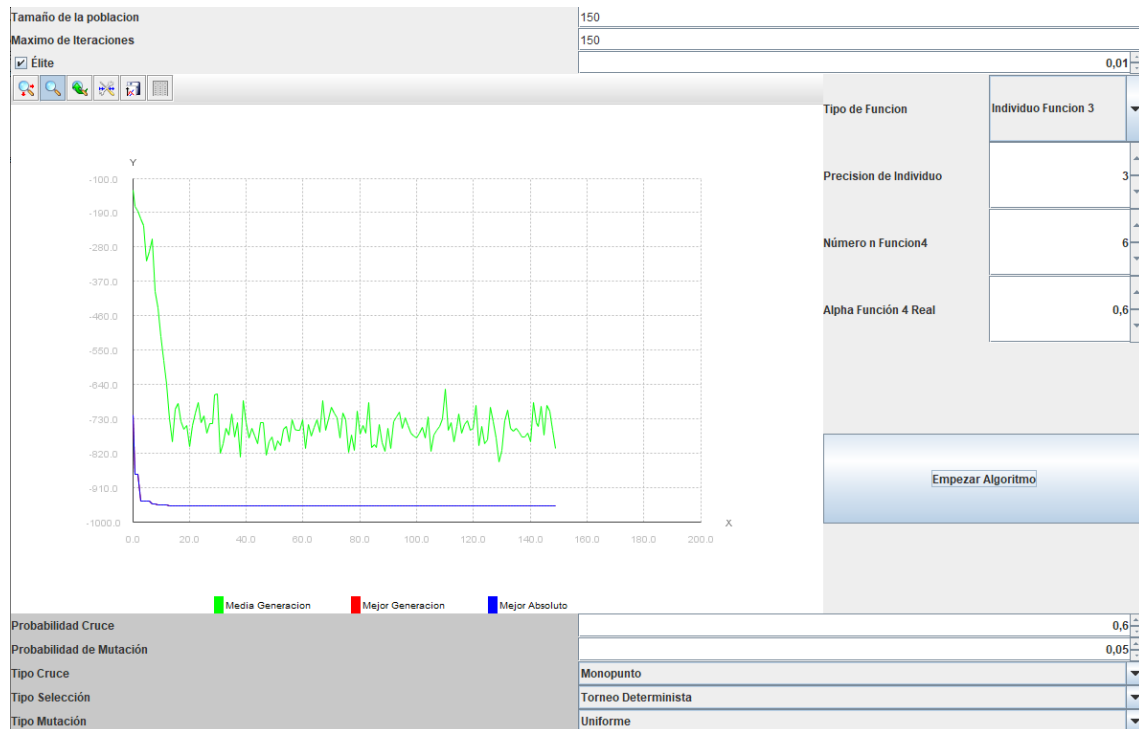 Tamaño de la poblacion 150
Maximo de Iteraciones 150
Élite 0,01
Tipo de Funcion Individuo Funcion 3
Precision de Individuo 3
Número n Funcion4 6
Alpha Función 4 Real 0,6
Empezar Algoritmo
Y
-100.0
-190.0
-280.0
-370.0
-460.0
-550.0
-640.0
-730.0
-820.0
-910.0
-1000.0
X
0.0 20.0 40.0 60.0 80.0 100.0 120.0 140.0 160.0 180.0 200.0
Media Generacion Mejor Generacion Mejor Absoluto
Probabilidad Cruce 0,6
Probabilidad de Mutación 0,05
Tipo Cruce Monopunto
Tipo Selección Torneo Determinista
Tipo Mutación Uniforme